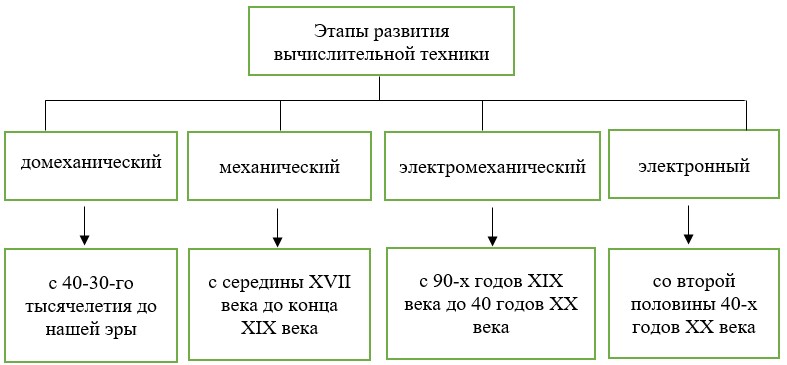 Этапы развития
вычислительной техники
домеханический
механический
электромеханический
электронный
с 40-30-го
тысячелетия до
нашей эры
с середины XVII
века до конца
XIX века
с 90-х годов XIX
века до 40 годов XX
века
со второй
половины 40-х
годов XX века